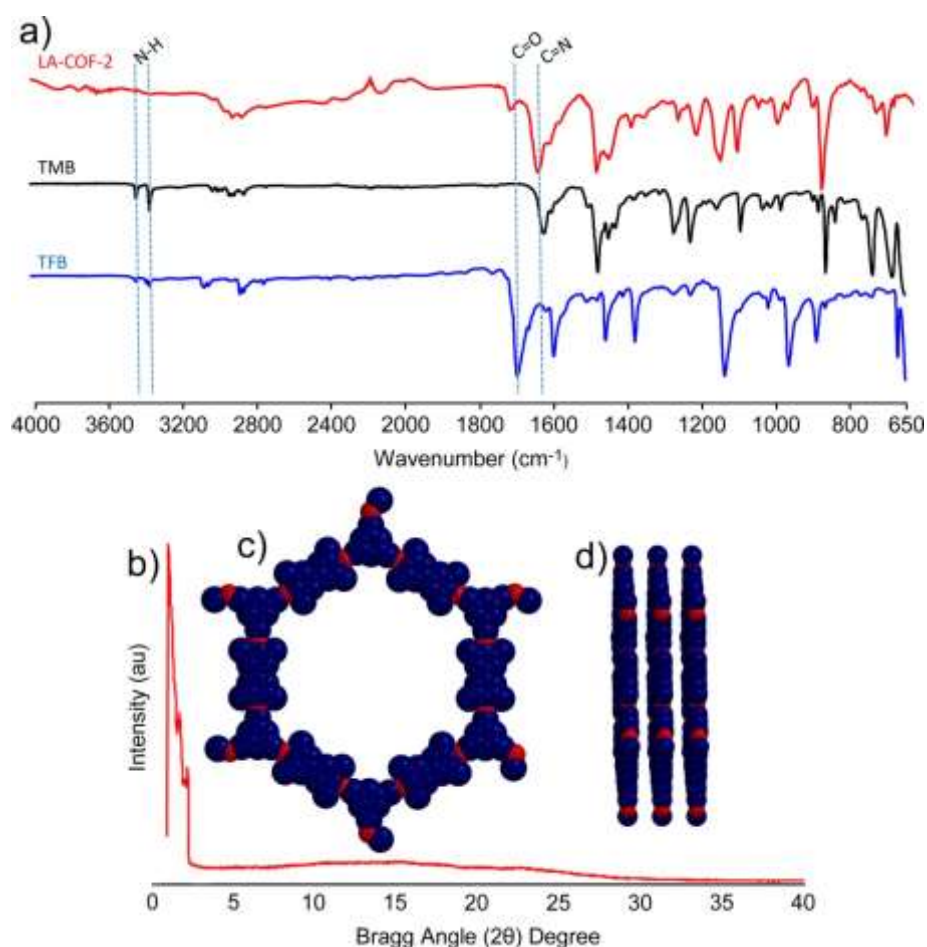 a)
N-H
C=O
C=N
LA-COF-2
TMB
TFB
4000 3600 3200 2800 2400 2000 1600 1400 1200 1000 800 650
Wavenumber (cm⁻¹)
b)
c)
d)
Intensity (au)
0 5 10 15 20 25 30 35 40
Bragg Angle (2θ) Degree